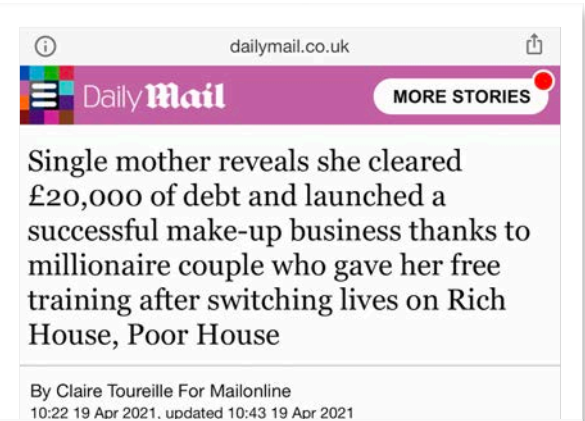 dailymail.co.uk
Daily Mail
MORE STORIES
Single mother reveals she cleared
£20,000 of debt and launched a
successful make-up business thanks to
millionaire couple who gave her free
training after switching lives on Rich
House, Poor House
By Claire Toureille For Mailonline
10:22 19 Apr 2021, updated 10:43 19 Apr 2021